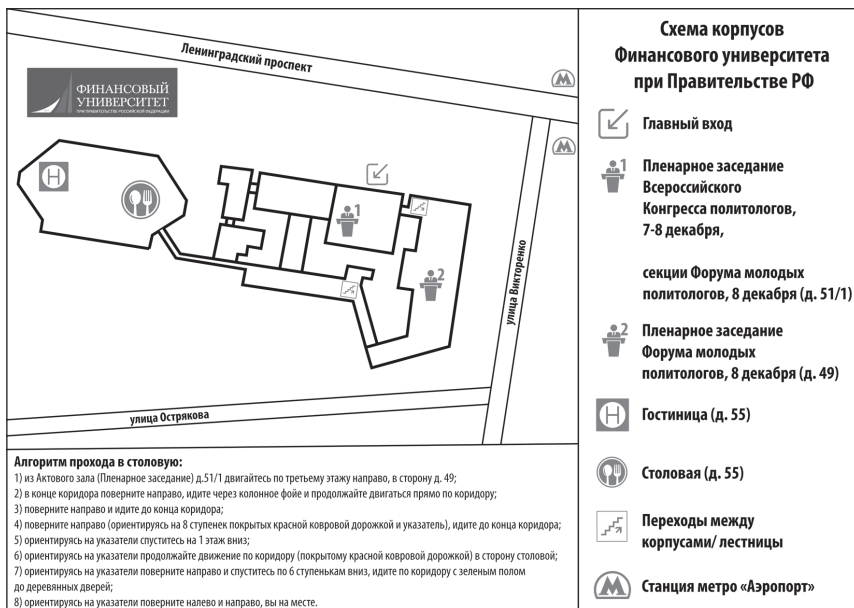 Ленинградский проспект
ФИНАНСОВЫЙ
УНИВЕРСИТЕТ
ПРИ ПРАВИТЕЛЬСТВЕ РОССИЙСКОЙ ФЕДЕРАЦИИ
М
М
H
1
2
улица Викторенко
улица Острякова
Алгоритм прохода в столовую:
1) из Актового зала (Пленарное заседание) д.51/1 двигайтесь по третьему этажу направо, в сторону д. 49;
2) в конце коридора поверните направо, идите через колонное фойе и продолжайте двигаться прямо по коридору;
3) поверните направо и идите до конца коридора;
4) поверните направо (ориентируясь на 8 ступенек покрытых красной ковровой дорожкой и указатель), идите до конца коридора;
5) ориентируясь на указатели спуститесь на 1 этаж вниз;
6) ориентируясь на указатели продолжайте движение по коридору (покрытому красной ковровой дорожкой) в сторону столовой;
7) ориентируясь на указатели поверните направо и спуститесь по 6 ступенькам вниз, идите по коридору с зеленым полом
до деревянных дверей;
8) ориентируясь на указатели поверните налево и направо, вы на месте.
Схема корпусов
Финансового университета
при Правительстве РФ
Главный вход
1
Пленарное заседание
Всероссийского
Конгресса политологов,
7-8 декабря,
секции Форума молодых
политологов, 8 декабря (д. 51/1)
2
Пленарное заседание
Форума молодых
политологов, 8 декабря (д. 49)
H
Гостиница (д. 55)
Столовая (д. 55)
Переходы между
корпусами/ лестницы
М
Станция метро «Аэропорт»